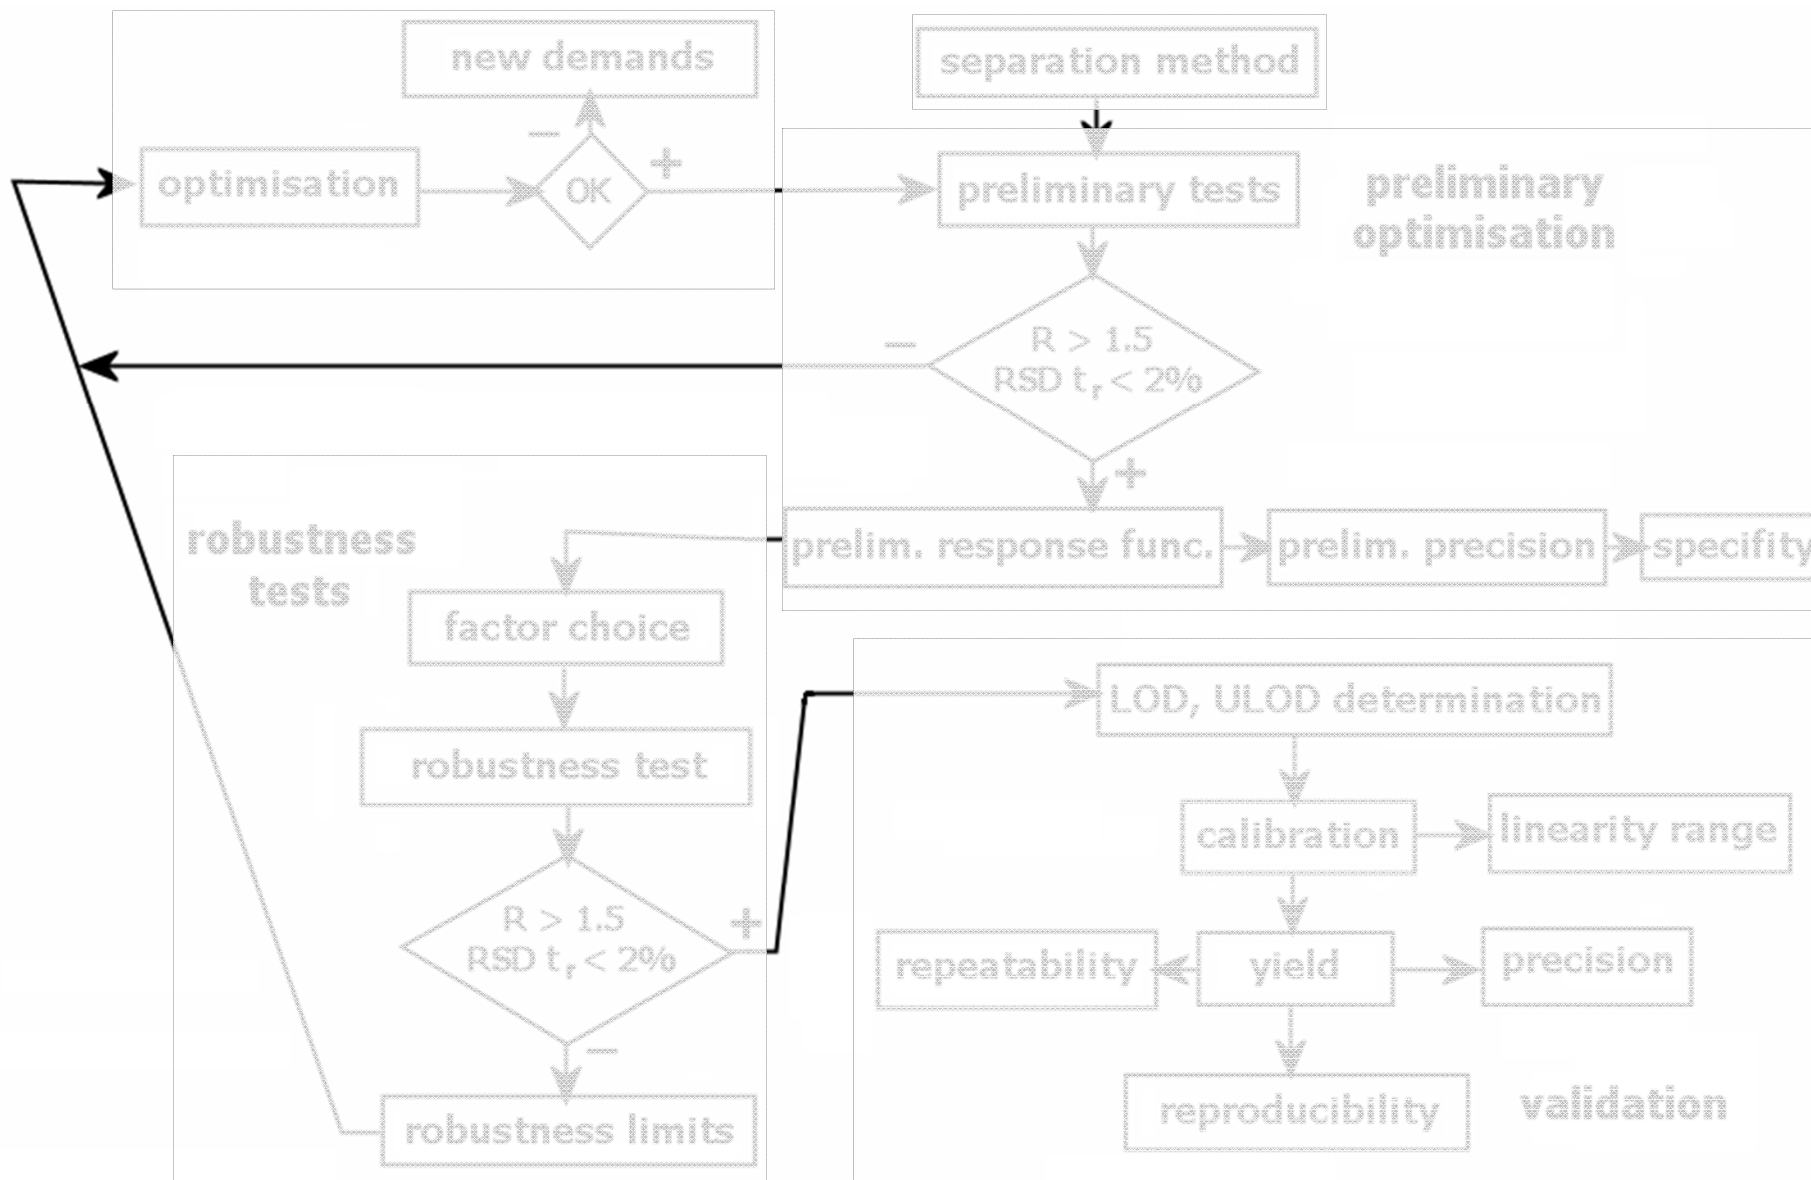 new demands
separation method
−
+
optimisation
OK
preliminary tests
preliminary
optimisation
−
R > 1.5
RSD t, < 2%
+
robustness
tests
prelim. response func.
prelim. precision
specifity
factor choice
LOD, ULOD determination
robustness test
calibration
linearity range
R > 1.5
RSD t, < 2%
+
repeatability
yield
precision
−
robustness limits
reproducibility
validation